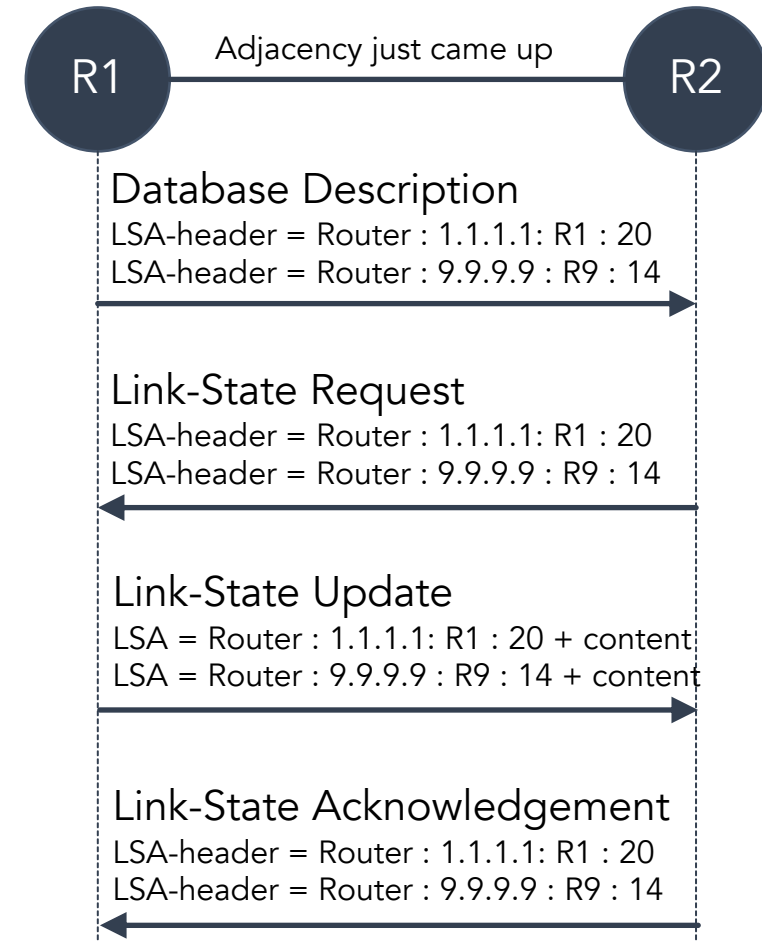 R1
Adjacency just came up
R2
Database Description
LSA-header = Router : 1.1.1.1: R1 : 20
LSA-header = Router : 9.9.9.9 : R9 : 14
Link-State Request
LSA-header = Router : 1.1.1.1: R1 : 20
LSA-header = Router : 9.9.9.9 : R9 : 14
Link-State Update
LSA = Router : 1.1.1.1: R1 : 20 + content
LSA = Router : 9.9.9.9 : R9 : 14 + content
Link-State Acknowledgement
LSA-header = Router : 1.1.1.1: R1 : 20
LSA-header = Router : 9.9.9.9 : R9 : 14